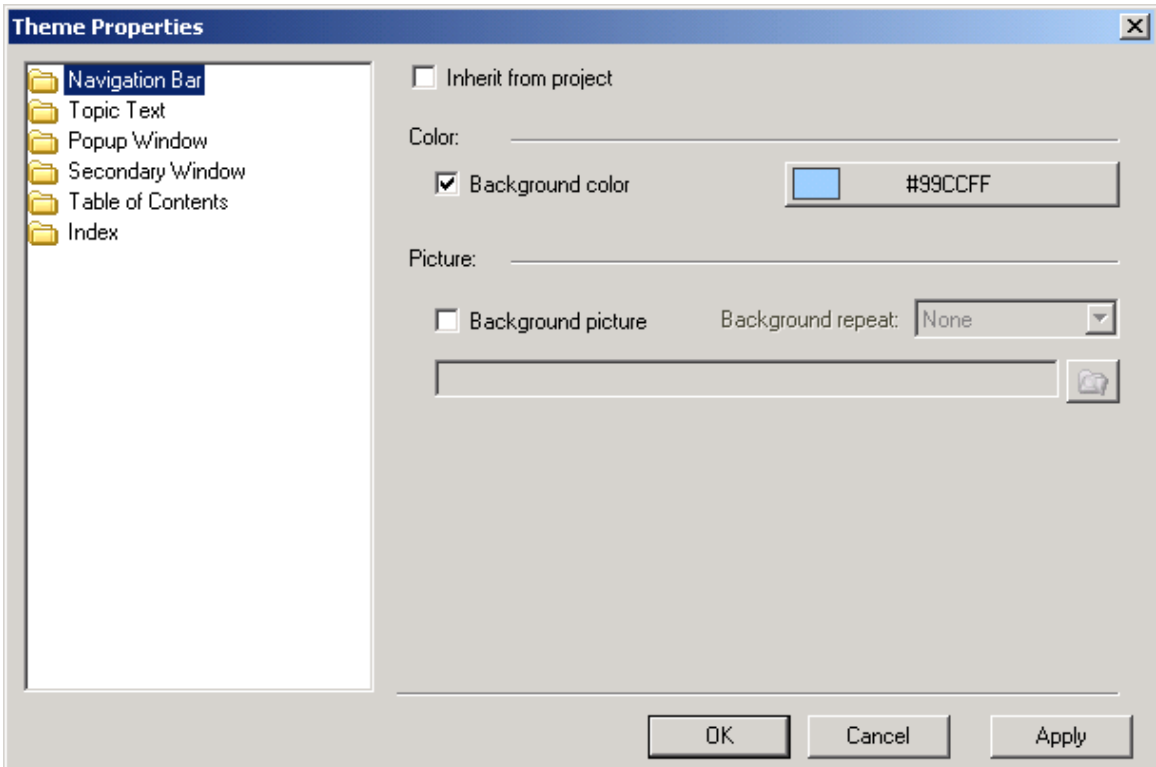 Theme Properties
Navigation Bar
Topic Text
Popup Window
Secondary Window
Table of Contents
Index
Inherit from project
Color:
Background color #99CCFF
Picture:
Background picture Background repeat: None
OK Cancel Apply